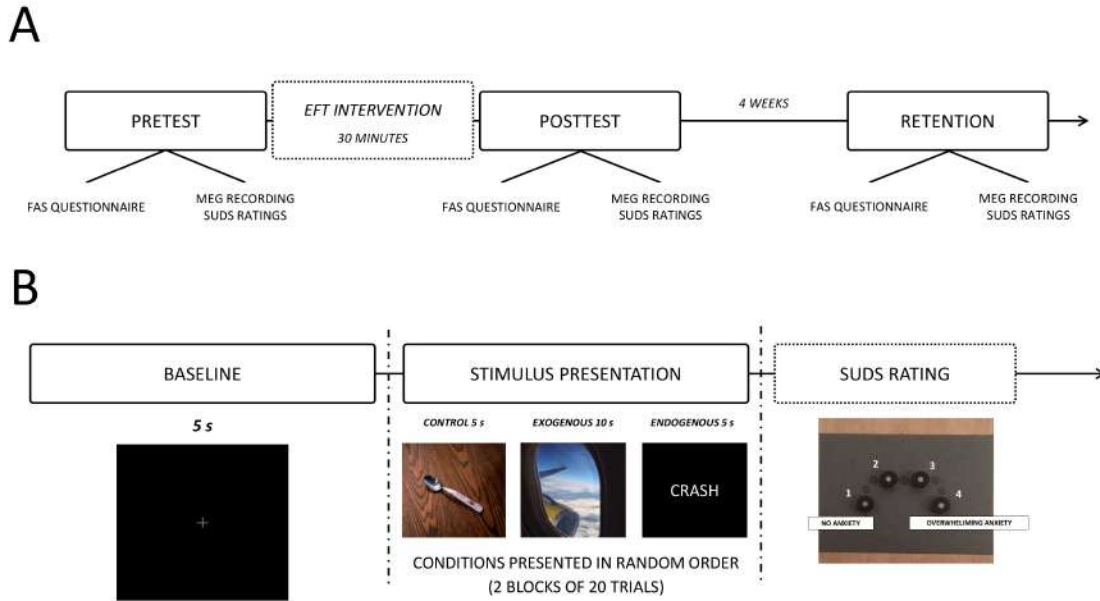 A
PRETEST
EFT INTERVENTION
30 MINUTES
POSTTEST
4 WEEKS
RETENTION
FAS QUESTIONNAIRE
MEG RECORDING
SUDS RATINGS
FAS QUESTIONNAIRE
MEG RECORDING
SUDS RATINGS
FAS QUESTIONNAIRE
MEG RECORDING
SUDS RATINGS
B
BASELINE
STIMULUS PRESENTATION
SUDS RATING
5 s
CONTROL 5 s
EXOGENOUS 10 s
ENDOGENOUS 5 s
CRASH
1
2
3
4
NO ANXIETY
OVERWHELIMING ANXIETY
CONDITIONS PRESENTED IN RANDOM ORDER
(2 BLOCKS OF 20 TRIALS)